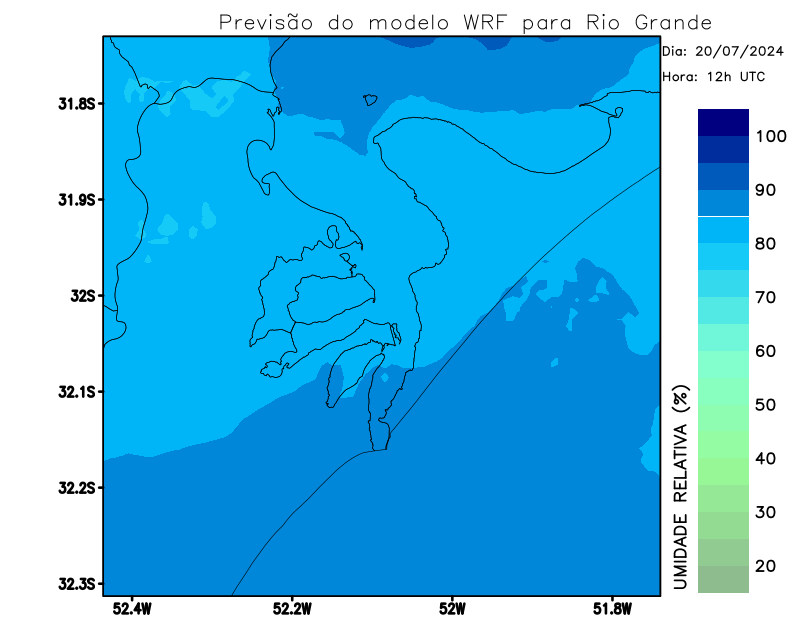 Previsão do modelo WRF para Rio Grande
Dia: 20/07/2024
Hora: 12h UTC
31.8S
31.9S
32S
32.1S
32.2S
32.3S
52.4W
52.2W
52W
51.8W
100
90
80
70
60
50
40
30
20
UMIDADE RELATIVA (%)